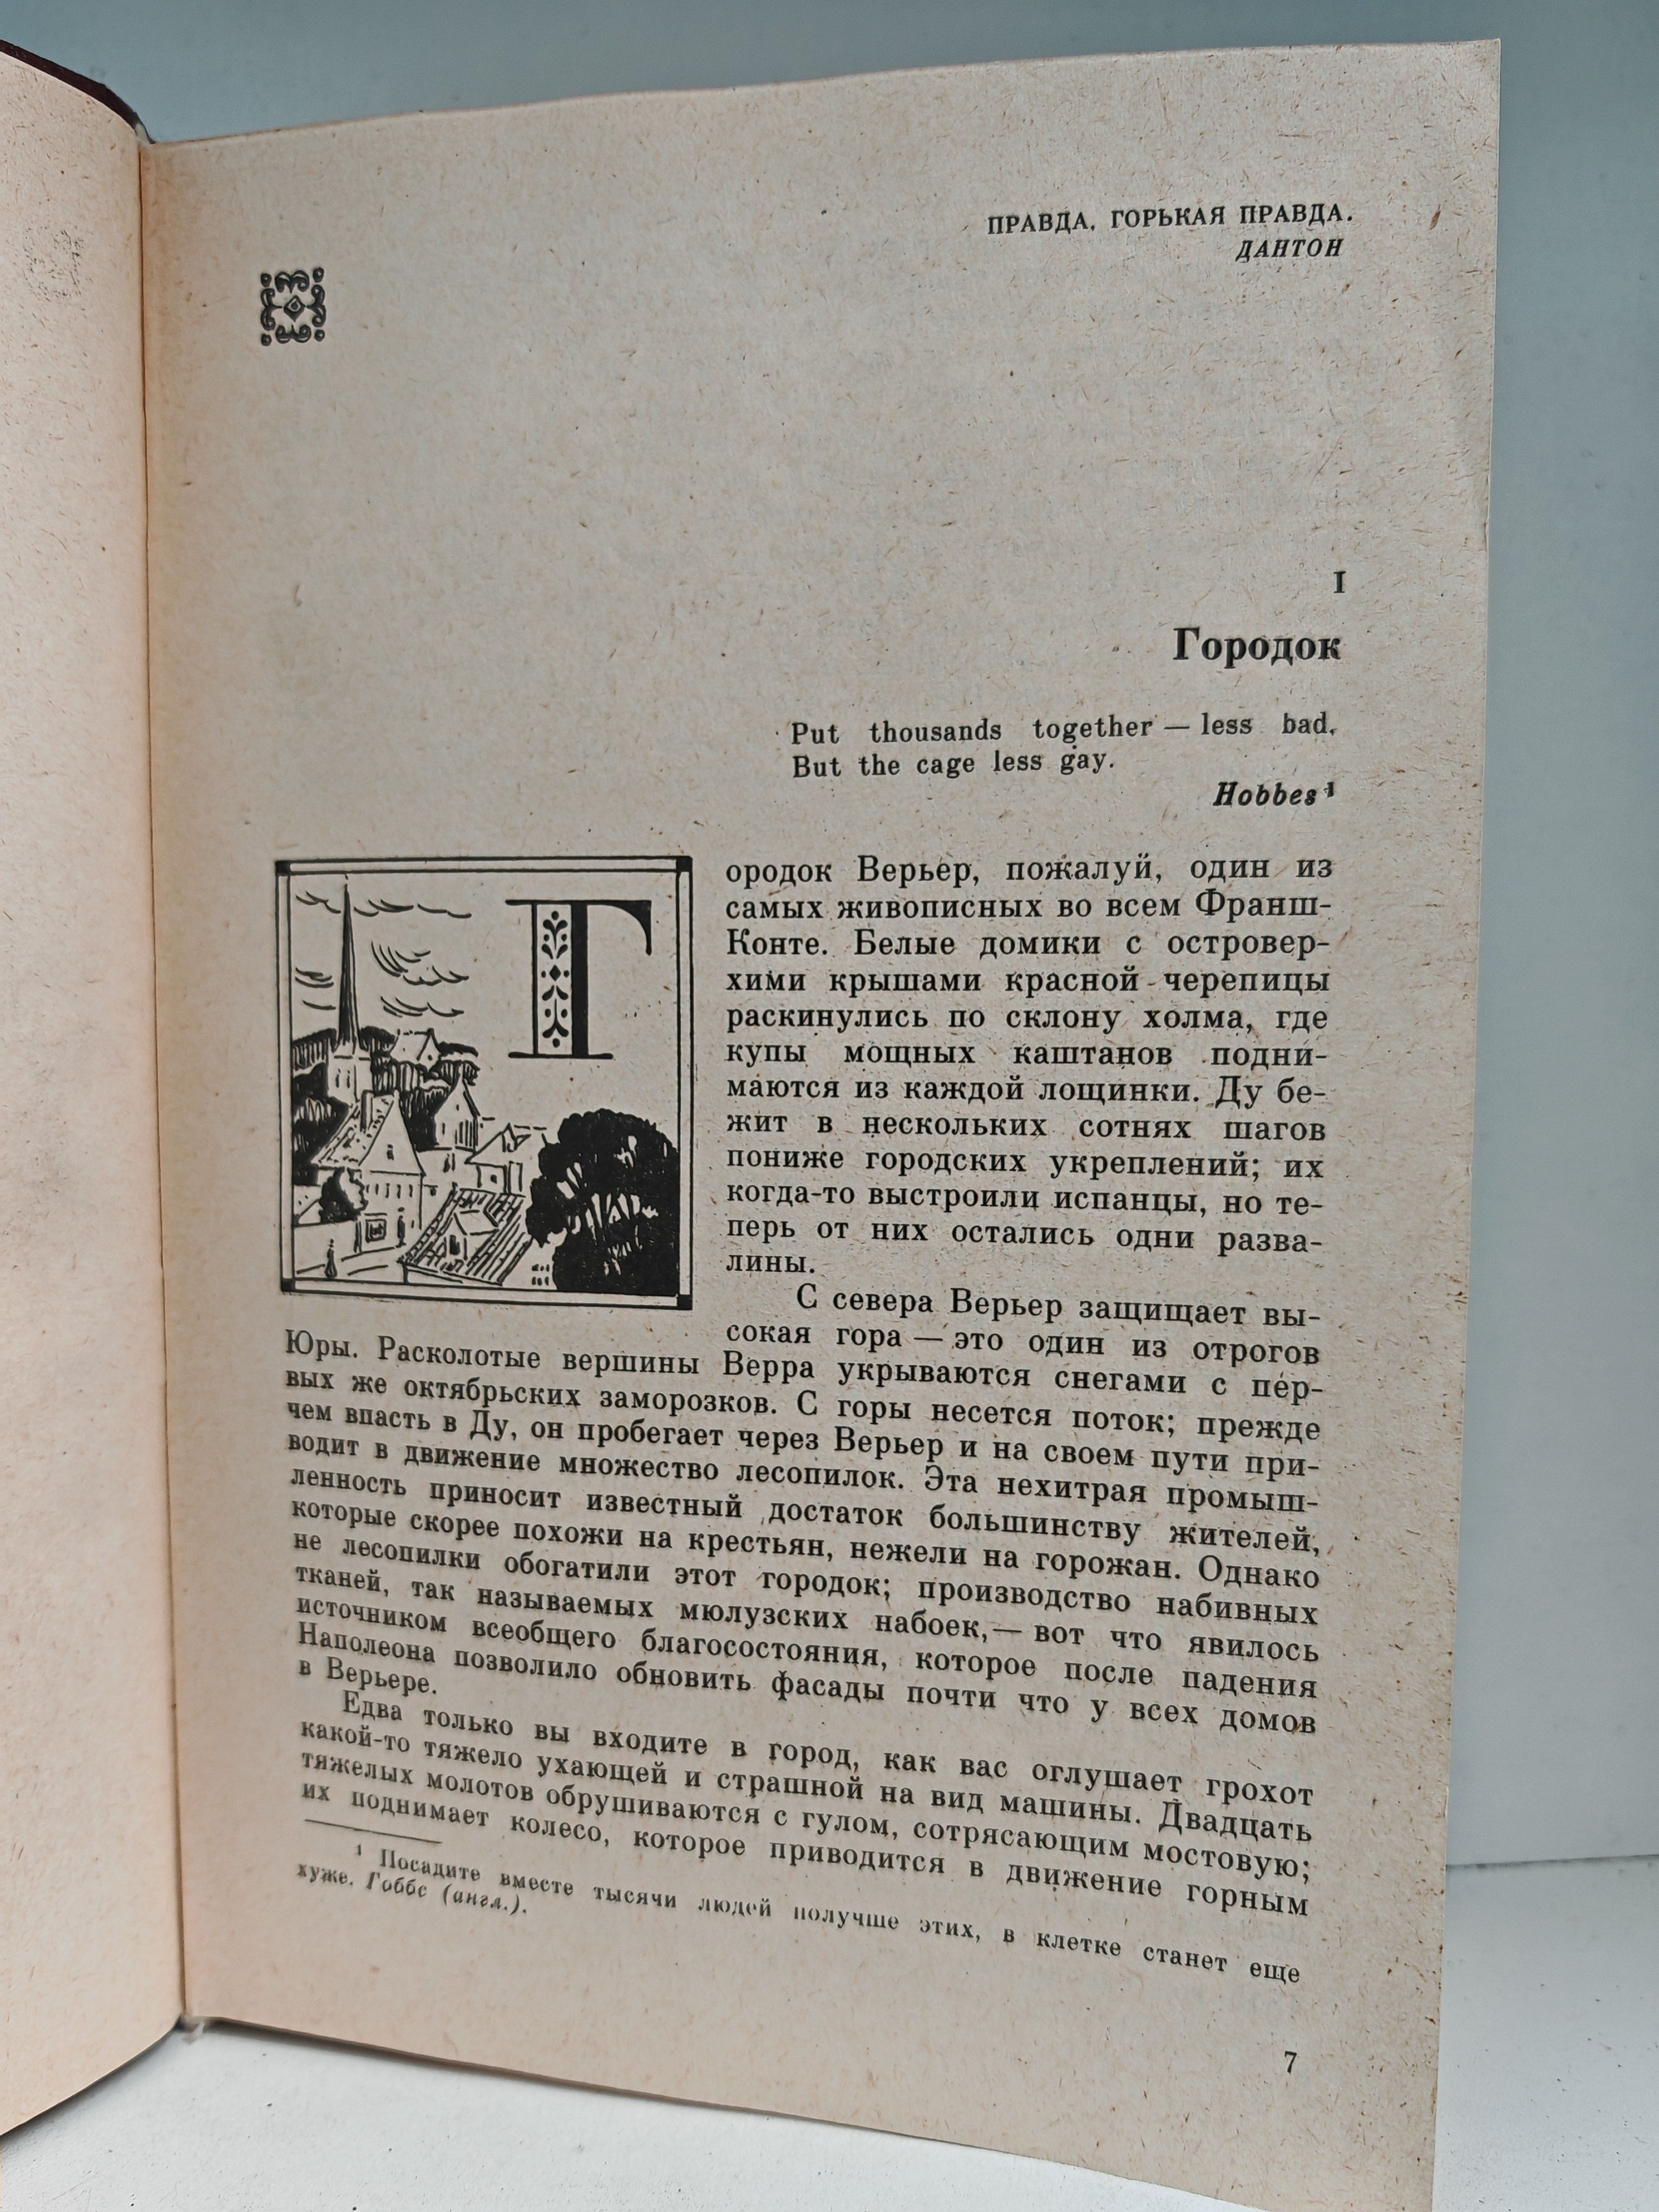 ПРАВДА, ГОРЬКАЯ ПРАВДА.
ДАНТОН
I
Городок
Put thousands together — less bad,
But the cage less gay.
Hobbes ¹
Городок Верьер, пожалуй, один из
самых живописных во всем Франш-
Конте. Белые домики с островер-
хими крышами красной черепицы
раскинулись по склону холма, где
купы мощных каштанов подни-
маются из каждой лощинки. Ду бе-
жит в нескольких сотнях шагов
пониже городских укреплений; их
когда-то выстроили испанцы, но те-
перь от них остались одни разва-
лины.
С севера Верьер защищает вы-
сокая гора — это один из отрогов
Юры. Расколотые вершины Верра укрываются снегами с пер-
вых же октябрьских заморозков. С горы несется поток; прежде
чем впасть в Ду, он пробегает через Верьер и на своем пути при-
водит в движение множество лесопилок. Эта нехитрая промыш-
ленность приносит известный достаток большинству жителей,
которые скорее похожи на крестьян, нежели на горожан. Однако
не лесопилки обогатили этот городок; производство набивных
тканей, так называемых мюлузских набоек,— вот что явилось
источником всеобщего благосостояния, которое после падения
Наполеона позволило обновить фасады почти что у всех домов
в Верьере.
Едва только вы входите в город, как вас оглушает грохот
какой-то тяжело ухающей и страшной на вид машины. Двадцать
тяжелых молотов обрушиваются с гулом, сотрясающим мостовую;
их поднимает колесо, которое приводится в движение горным
¹ Посадите вместе тысячи людей получше этих, в клетке станет еще
хуже. Гоббс (англ.).
7